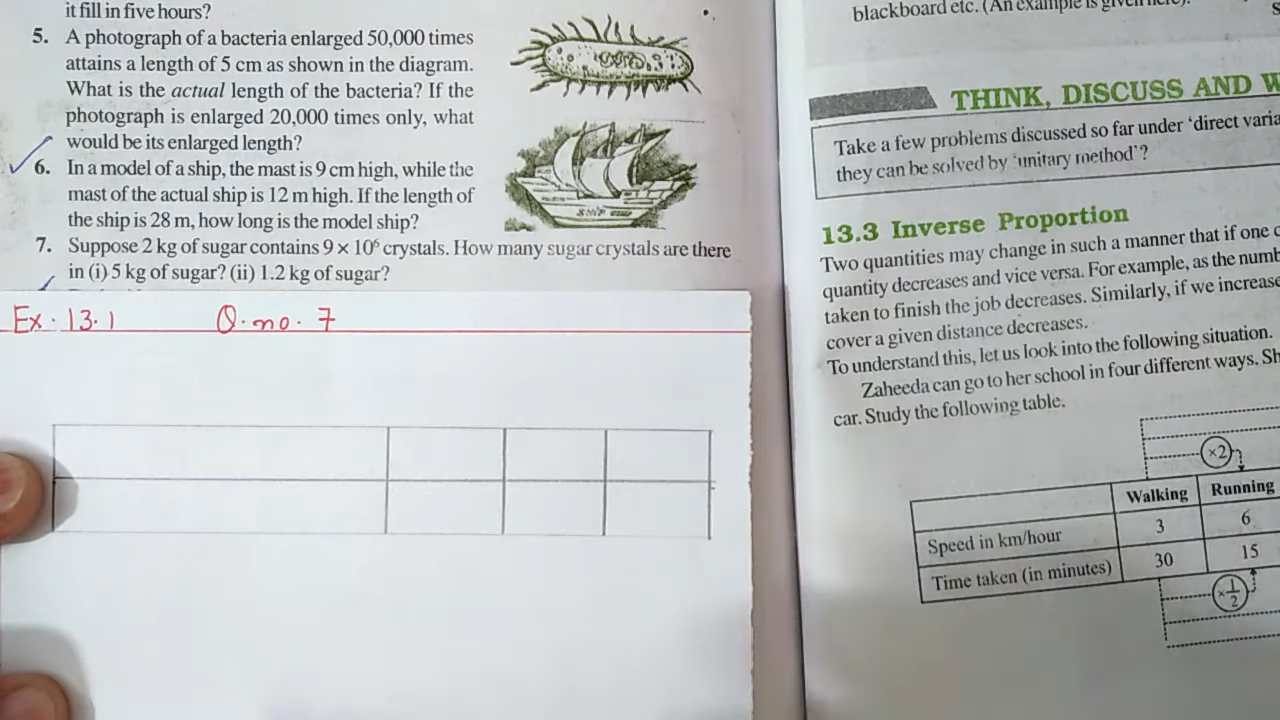 it fill in five hours?
5. A photograph of a bacteria enlarged 50,000 times
attains a length of 5 cm as shown in the diagram.
What is the actual length of the bacteria? If the
photograph is enlarged 20,000 times only, what
would be its enlarged length?
6. In a model of a ship, the mast is 9 cm high, while the
mast of the actual ship is 12 m high. If the length of
the ship is 28 m, how long is the model ship?
7. Suppose 2 kg of sugar contains 9 × 10⁶ crystals. How many sugar crystals are there
in (i) 5 kg of sugar? (ii) 1.2 kg of sugar?
Ex. 13.1 Q. no. 7
blackboard etc. (An example is given here).
THINK, DISCUSS AND W
Take a few problems discussed so far under 'direct varia
they can be solved by 'unitary method'?
13.3 Inverse Proportion
Two quantities may change in such a manner that if one
quantity decreases and vice versa. For example, as the numb
taken to finish the job decreases. Similarly, if we increase
cover a given distance decreases.
To understand this, let us look into the following situation.
Zaheeda can go to her school in four different ways. Sh
car. Study the following table.
×2
Walking Running
Speed in km/hour 3 6
Time taken (in minutes) 30 15
×1/2